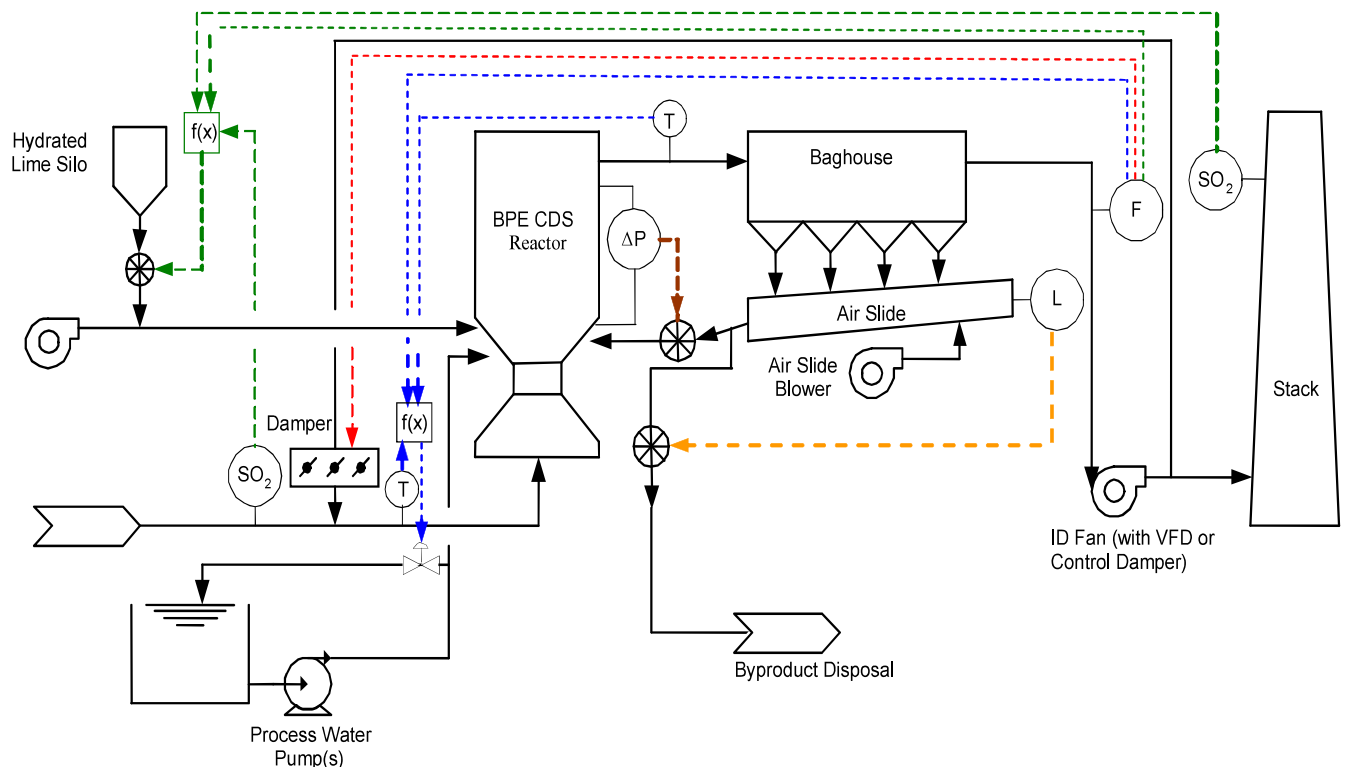 f(x)
Hydrated
Lime Silo
T
Baghouse
BPE CDS
Reactor
ΔP
F
SO2
L
Air Slide
Air Slide
Blower
Stack
Damper
f(x)
SO2
T
ID Fan (with VFD or
Control Damper)
Byproduct Disposal
Process Water
Pump(s)